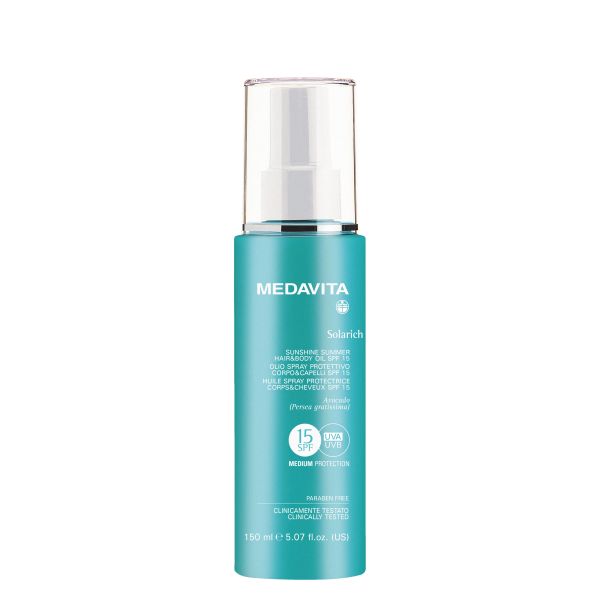 MEDAVITA
Solarich
SUNSHINE SUMMER
HAIR&BODY OIL SPF 15
OLIO SPRAY PROTETTIVO
CORPO&CAPELLI SPF 15
HUILE SPRAY PROTECTRICE
CORPS&CHEVEUX SPF 15
Avocado
(Persea gratissima)
15 UVA
SPF UVB
MEDIUM PROTECTION
PARABEN FREE
CLINICAMENTE TESTATO
CLINICALLY TESTED
150 ml ℮ 5.07 fl.oz. (US)